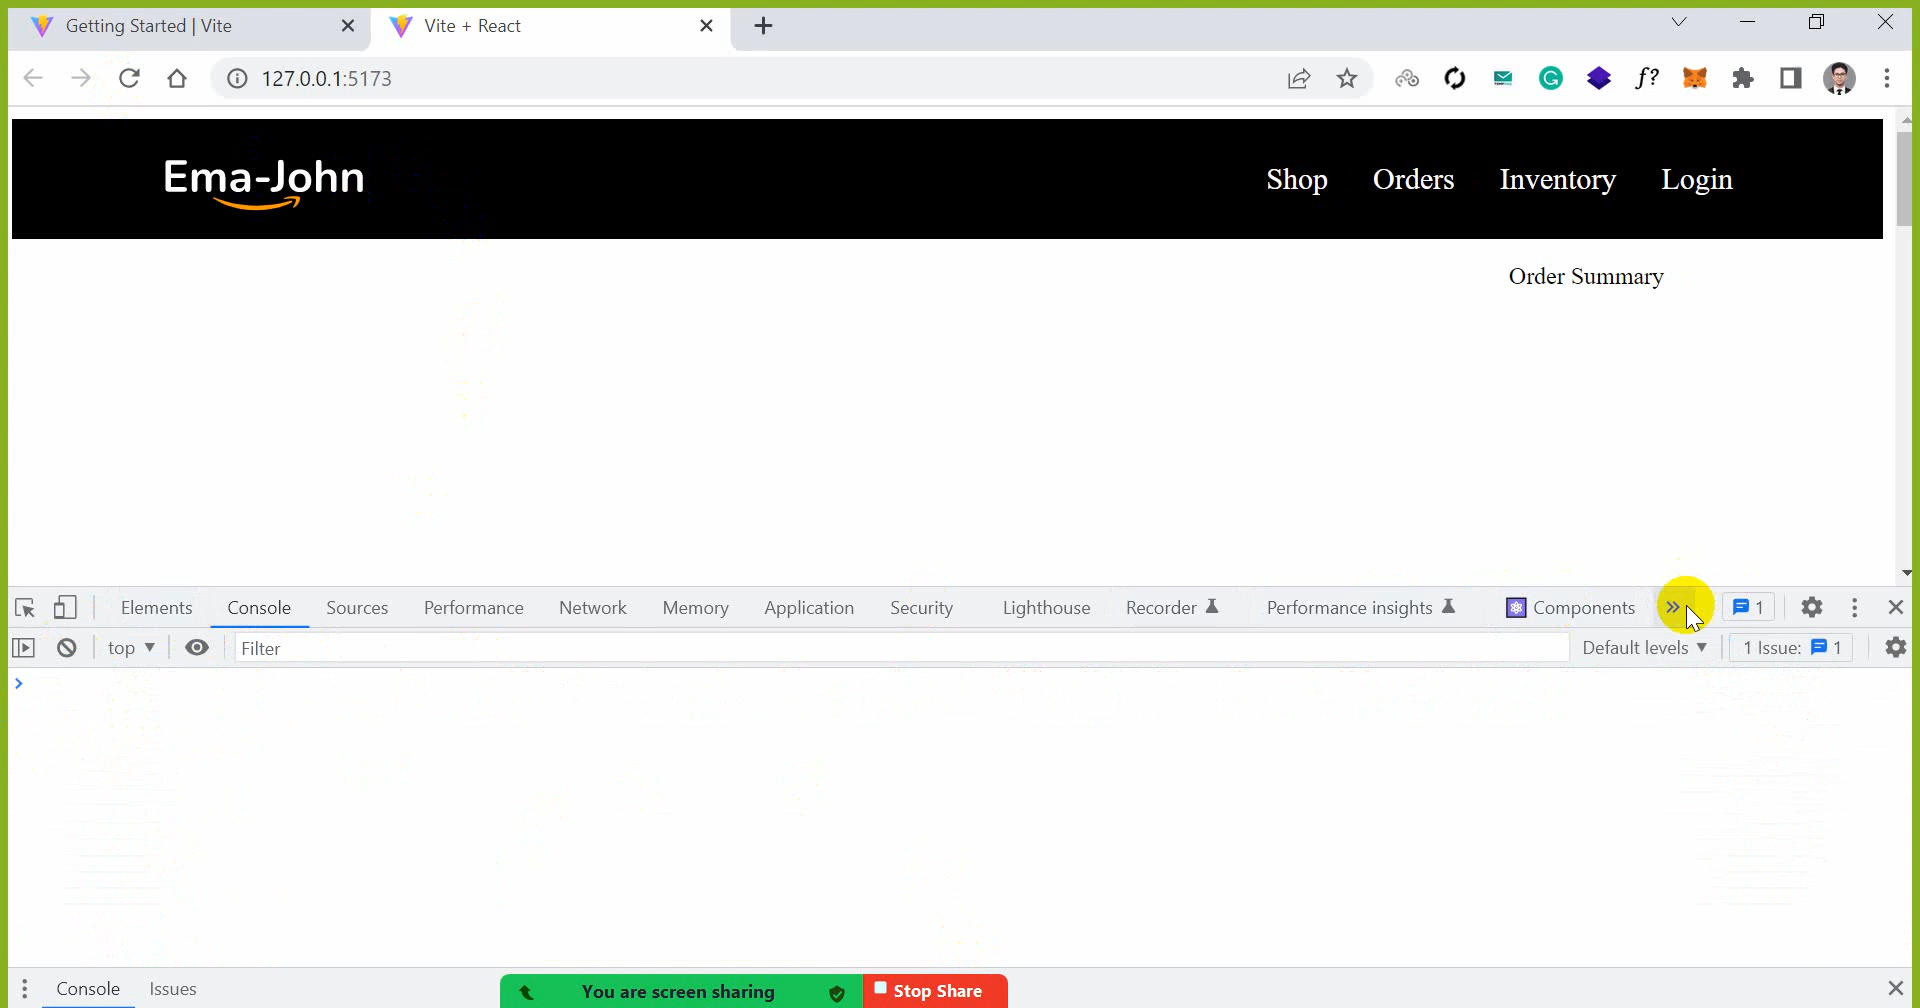 Getting Started | Vite
Vite + React
127.0.0.1:5173
f?
Ema-John
Shop Orders Inventory Login
Order Summary
Elements Console Sources Performance Network Memory Application Security Lighthouse Recorder Performance insights Components 1
top Filter Default levels 1 Issue: 1
Console Issues
You are screen sharing Stop Share